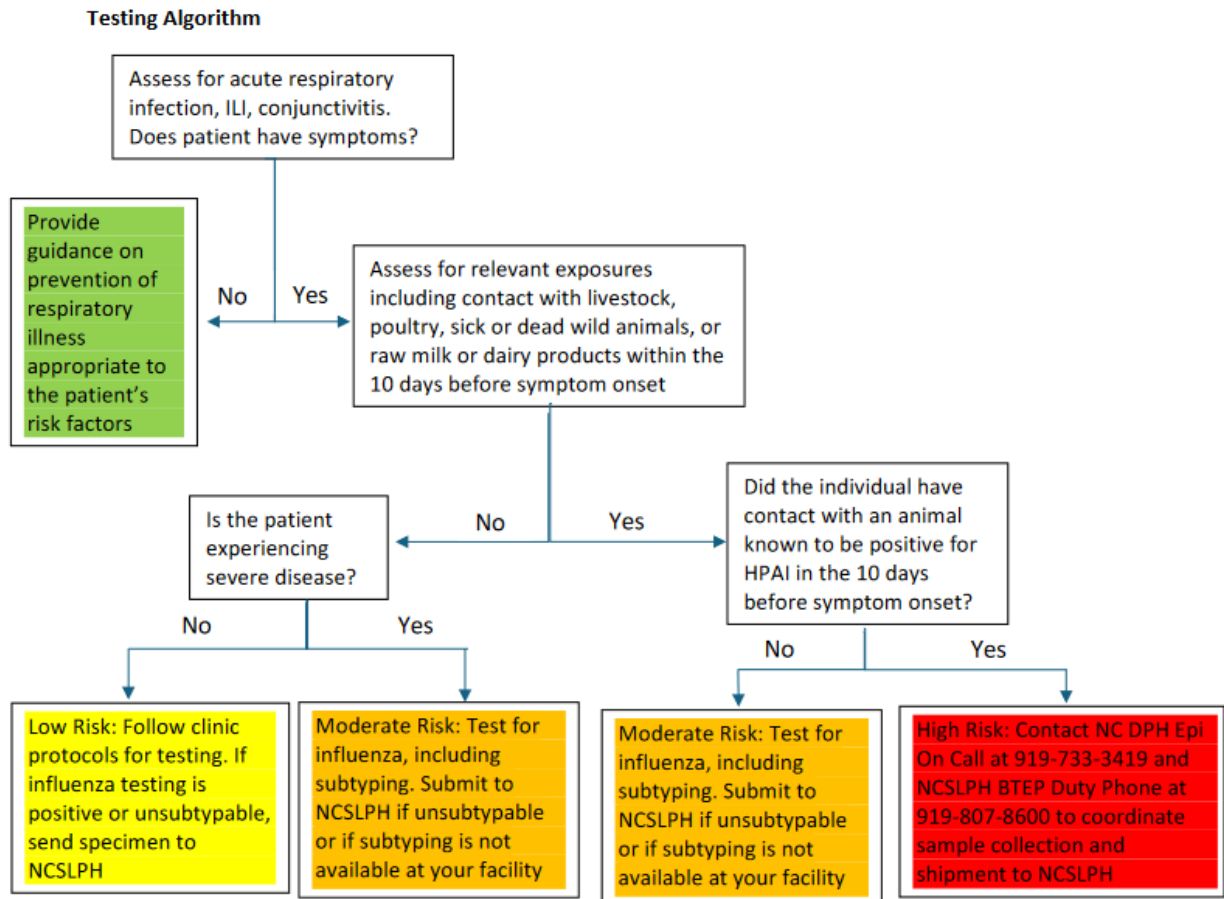 Testing Algorithm
Assess for acute respiratory
infection, ILI, conjunctivitis.
Does patient have symptoms?
No
Yes
Provide
guidance on
prevention of
respiratory
illness
appropriate to
the patient's
risk factors
Assess for relevant exposures
including contact with livestock,
poultry, sick or dead wild animals, or
raw milk or dairy products within the
10 days before symptom onset
No
Yes
Is the patient
experiencing
severe disease?
Did the individual have
contact with an animal
known to be positive for
HPAI in the 10 days
before symptom onset?
No
Yes
No
Yes
Low Risk: Follow clinic
protocols for testing. If
influenza testing is
positive or unsubtypable,
send specimen to
NCSLPH
Moderate Risk: Test for
influenza, including
subtyping. Submit to
NCSLPH if unsubtypable
or if subtyping is not
available at your facility
Moderate Risk: Test for
influenza, including
subtyping. Submit to
NCSLPH if unsubtypable
or if subtyping is not
available at your facility
High Risk: Contact NC DPH Epi
On Call at 919-733-3419 and
NCSLPH BTEP Duty Phone at
919-807-8600 to coordinate
sample collection and
shipment to NCSLPH